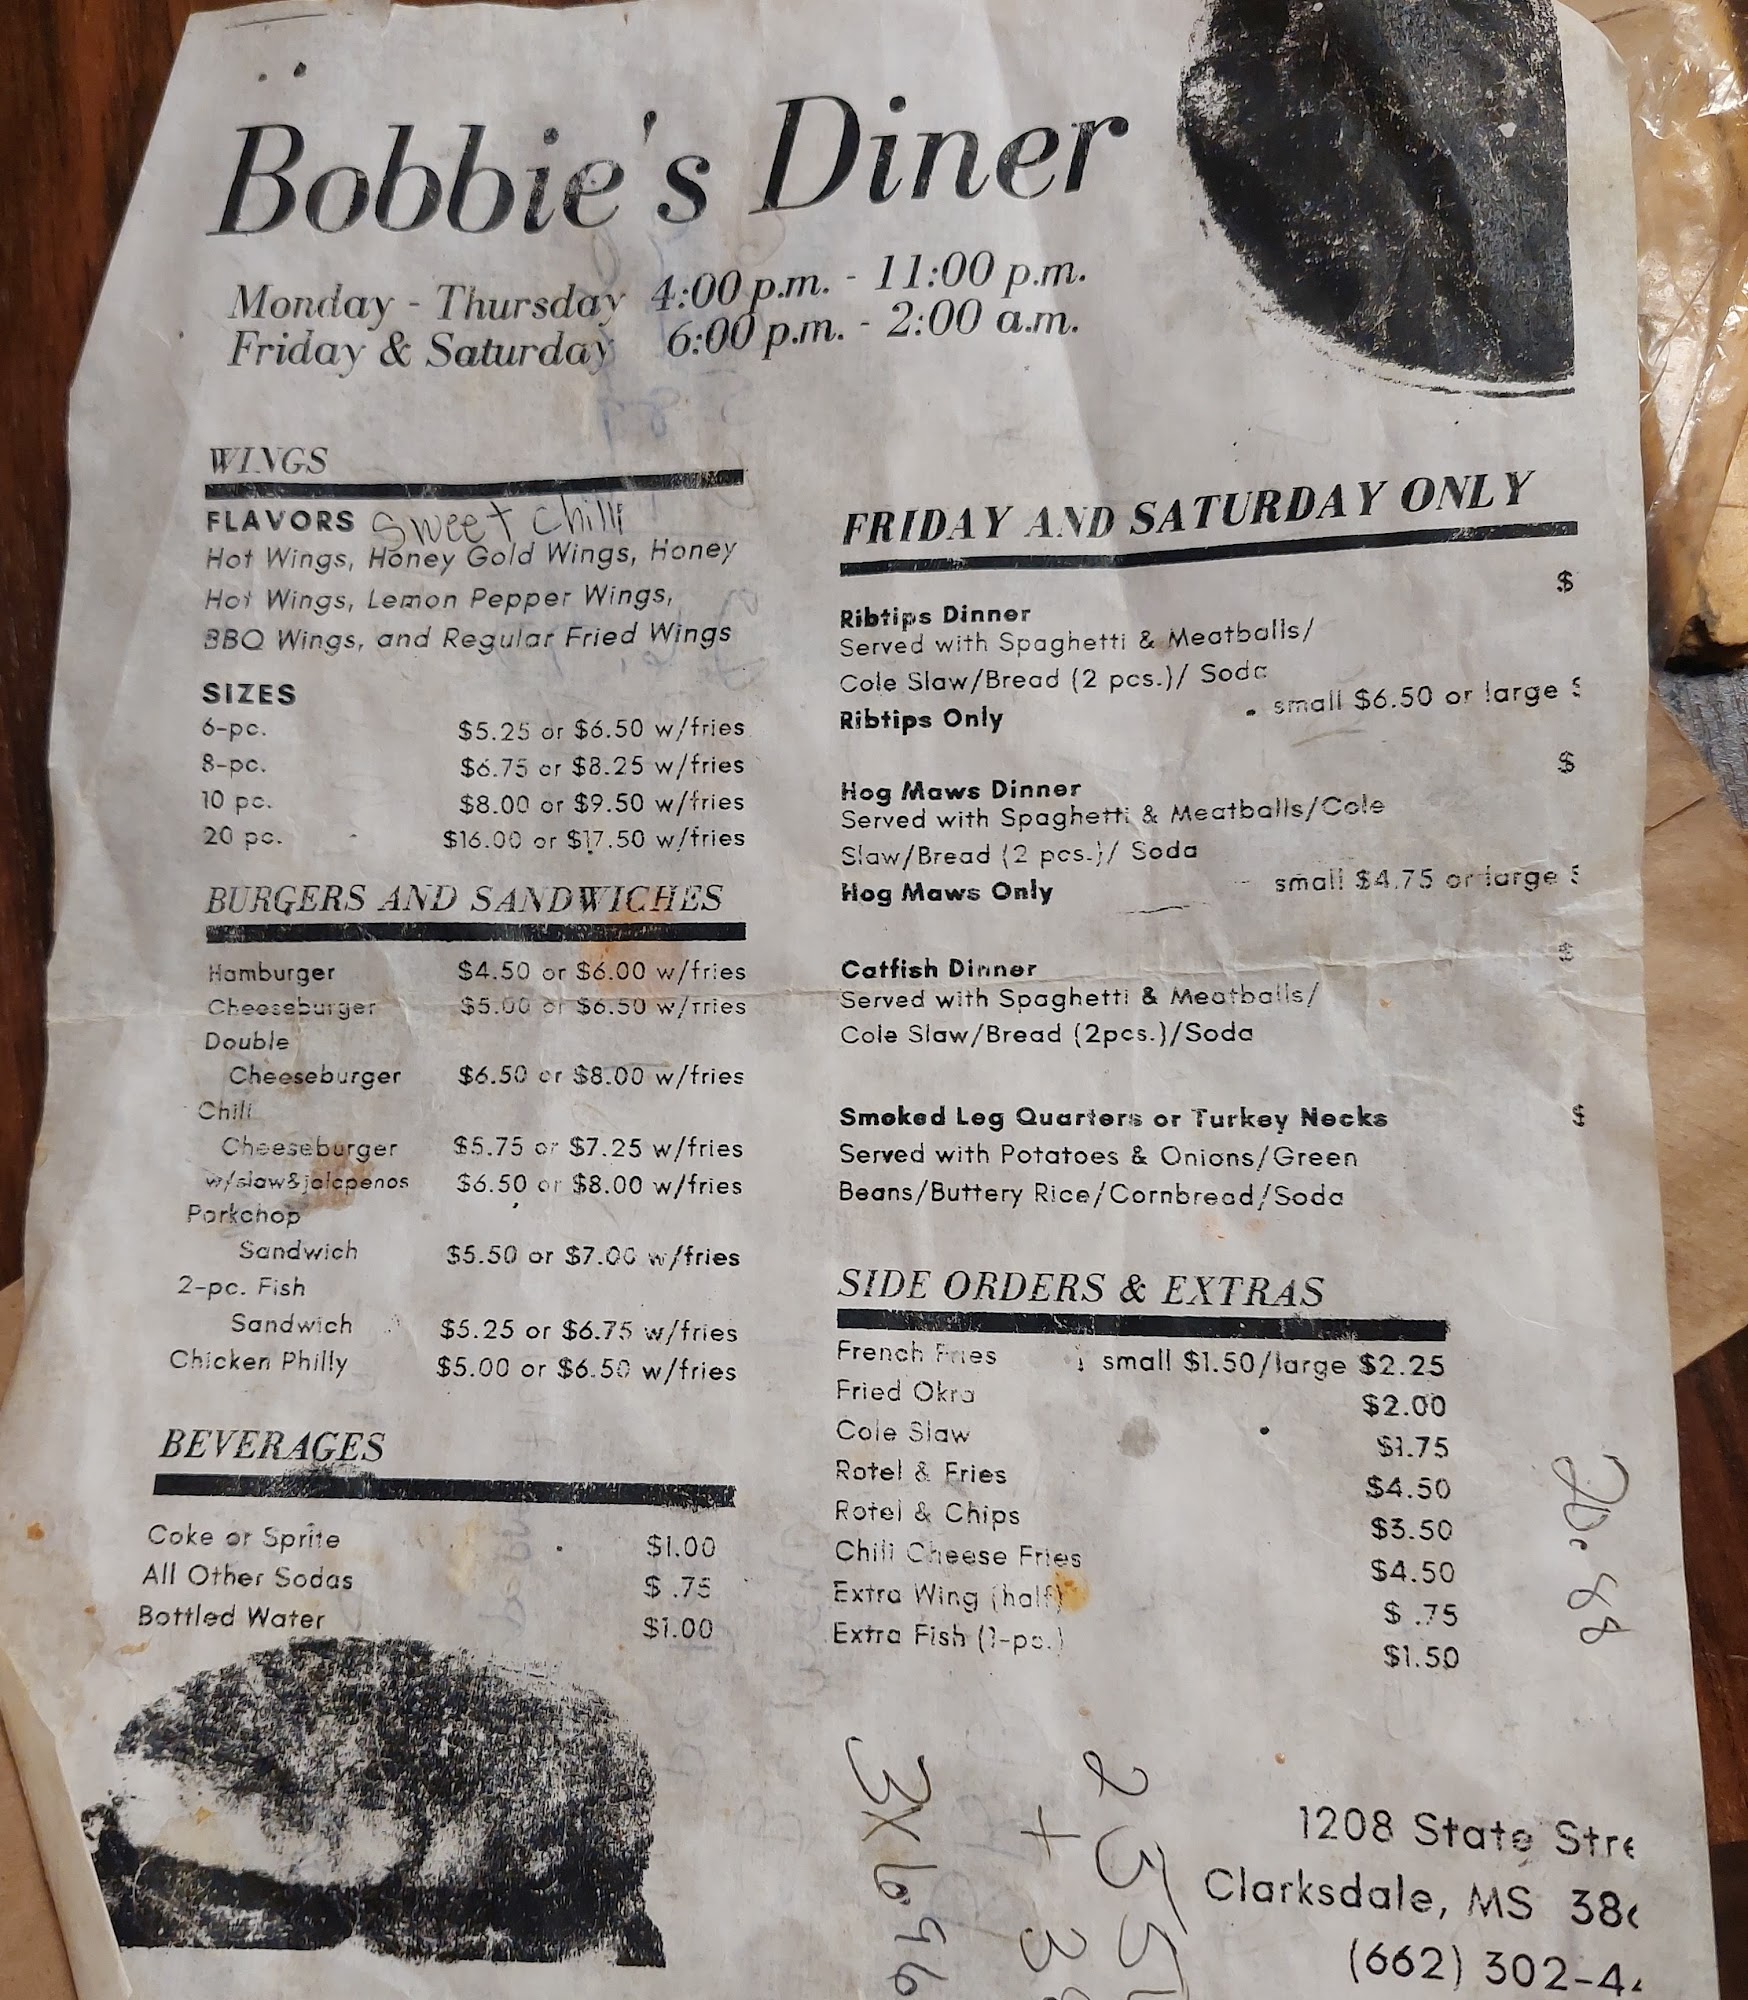 Bobbie's Diner
Monday - Thursday 4:00 p.m. - 11:00 p.m.
Friday & Saturday 6:00 p.m. - 2:00 a.m.
WINGS
FLAVORS Sweet Chilli
Hot Wings, Honey Gold Wings, Honey
Hot Wings, Lemon Pepper Wings,
BBQ Wings, and Regular Fried Wings
SIZES
6-pc. $5.25 or $6.50 w/fries
8-pc. $6.75 or $8.25 w/fries
10 pc. $8.00 or $9.50 w/fries
20 pc. $16.00 or $17.50 w/fries
BURGERS AND SANDWICHES
Hamburger $4.50 or $6.00 w/fries
Cheeseburger $5.00 or $6.50 w/fries
Double
Cheeseburger $6.50 or $8.00 w/fries
Chili
Cheeseburger $5.75 or $7.25 w/fries
w/slaw&jalapenos $6.50 or $8.00 w/fries
Porkchop
Sandwich $5.50 or $7.00 w/fries
2-pc. Fish
Sandwich $5.25 or $6.75 w/fries
Chicken Philly $5.00 or $6.50 w/fries
BEVERAGES
Coke or Sprite $1.00
All Other Sodas $ .75
Bottled Water $1.00
FRIDAY AND SATURDAY ONLY
$
Ribtips Dinner
Served with Spaghetti & Meatballs/
Cole Slaw/Bread (2 pcs.)/ Soda
Ribtips Only small $6.50 or large
$
Hog Maws Dinner
Served with Spaghetti & Meatballs/Cole
Slaw/Bread (2 pcs.)/ Soda
Hog Maws Only small $4.75 or large
$
Catfish Dinner
Served with Spaghetti & Meatballs/
Cole Slaw/Bread (2pcs.)/Soda
Smoked Leg Quarters or Turkey Necks $
Served with Potatoes & Onions/Green
Beans/Buttery Rice/Cornbread/Soda
SIDE ORDERS & EXTRAS
French Fries small $1.50/large $2.25
Fried Okra $2.00
Cole Slaw $1.75
Rotel & Fries $4.50
Rotel & Chips $3.50
Chili Cheese Fries $4.50
Extra Wing (half) $ .75
Extra Fish (1-pc.) $1.50
1208 State Stre
Clarksdale, MS 38
(662) 302-4